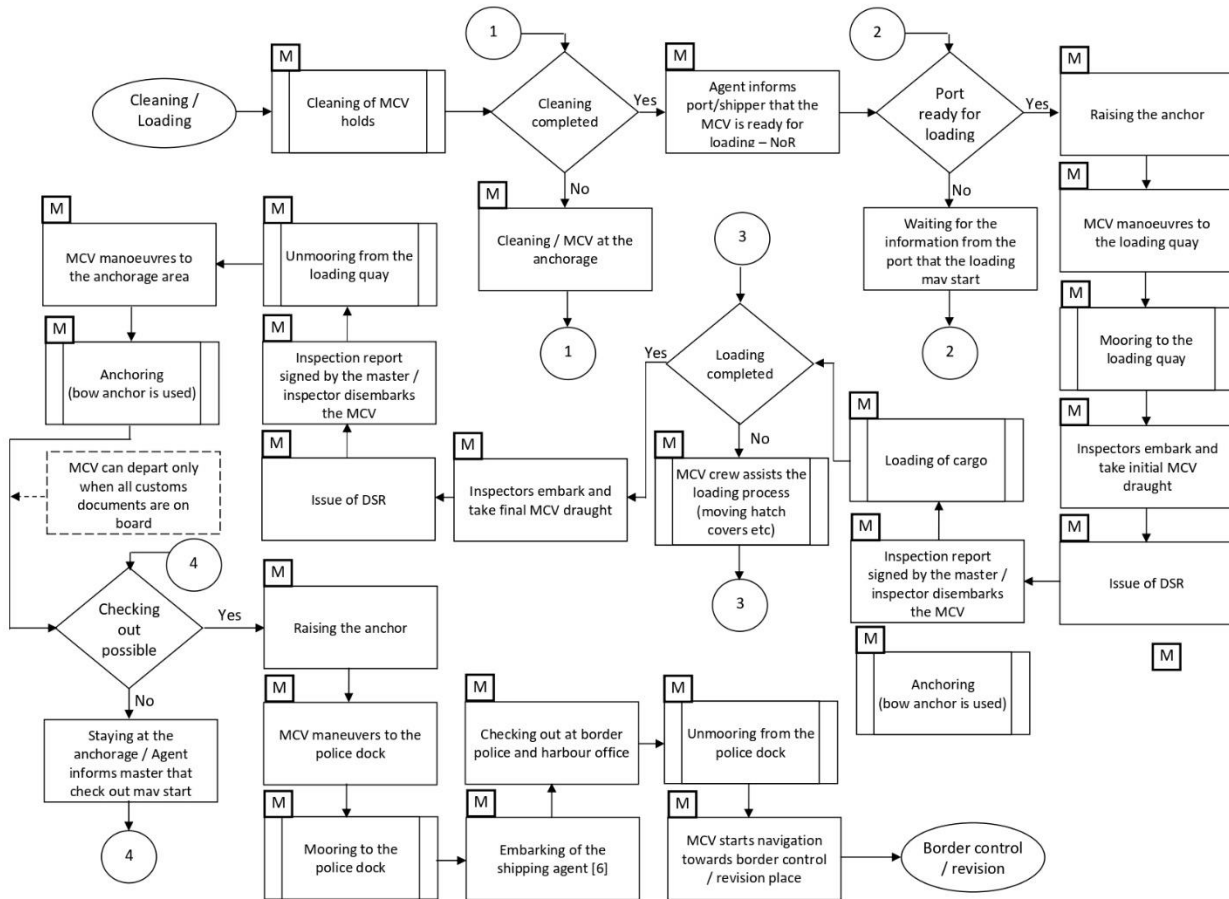 1
2
M
M
M
M
Cleaning /
Loading
Cleaning of MCV
holds
Cleaning
completed
Yes
Agent informs
port/shipper that the
MCV is ready for
loading – NoR
Port
ready for
loading
Yes
Raising the anchor
No
No
M
M
M
M
MCV manoeuvres to
the anchorage area
Unmooring from the
loading quay
Cleaning / MCV at the
anchorage
3
Waiting for the
information from the
port that the loading
may start
MCV manoeuvres
to the loading quay
M
M
M
Anchoring
(bow anchor is used)
Inspection report
signed by the master /
inspector disembarks
the MCV
1
Yes
Loading
completed
2
Mooring to the
loading quay
No
M
M
M
M
M
MCV can depart only
when all customs
documents are on
board
Issue of DSR
Inspectors embark and
take final MCV draught
MCV crew assists the
loading process
(moving hatch
covers etc)
Loading of cargo
Inspectors embark and
take initial MCV
draught
M
M
4
M
3
Inspection report
signed by the master /
inspector disembarks
the MCV
Issue of DSR
Checking
out
possible
Yes
Raising the anchor
M
M
No
M
M
M
Anchoring
(bow anchor is used)
Staying at the
anchorage / Agent
informs master that
check out may start
MCV maneuvers to
the police dock
Checking out at border
police and harbour office
Unmooring from the
police dock
M
M
M
4
Mooring to the
police dock
Embarking of the
shipping agent [6]
MCV starts navigation
towards border control
/ revision place
Border control
/ revision